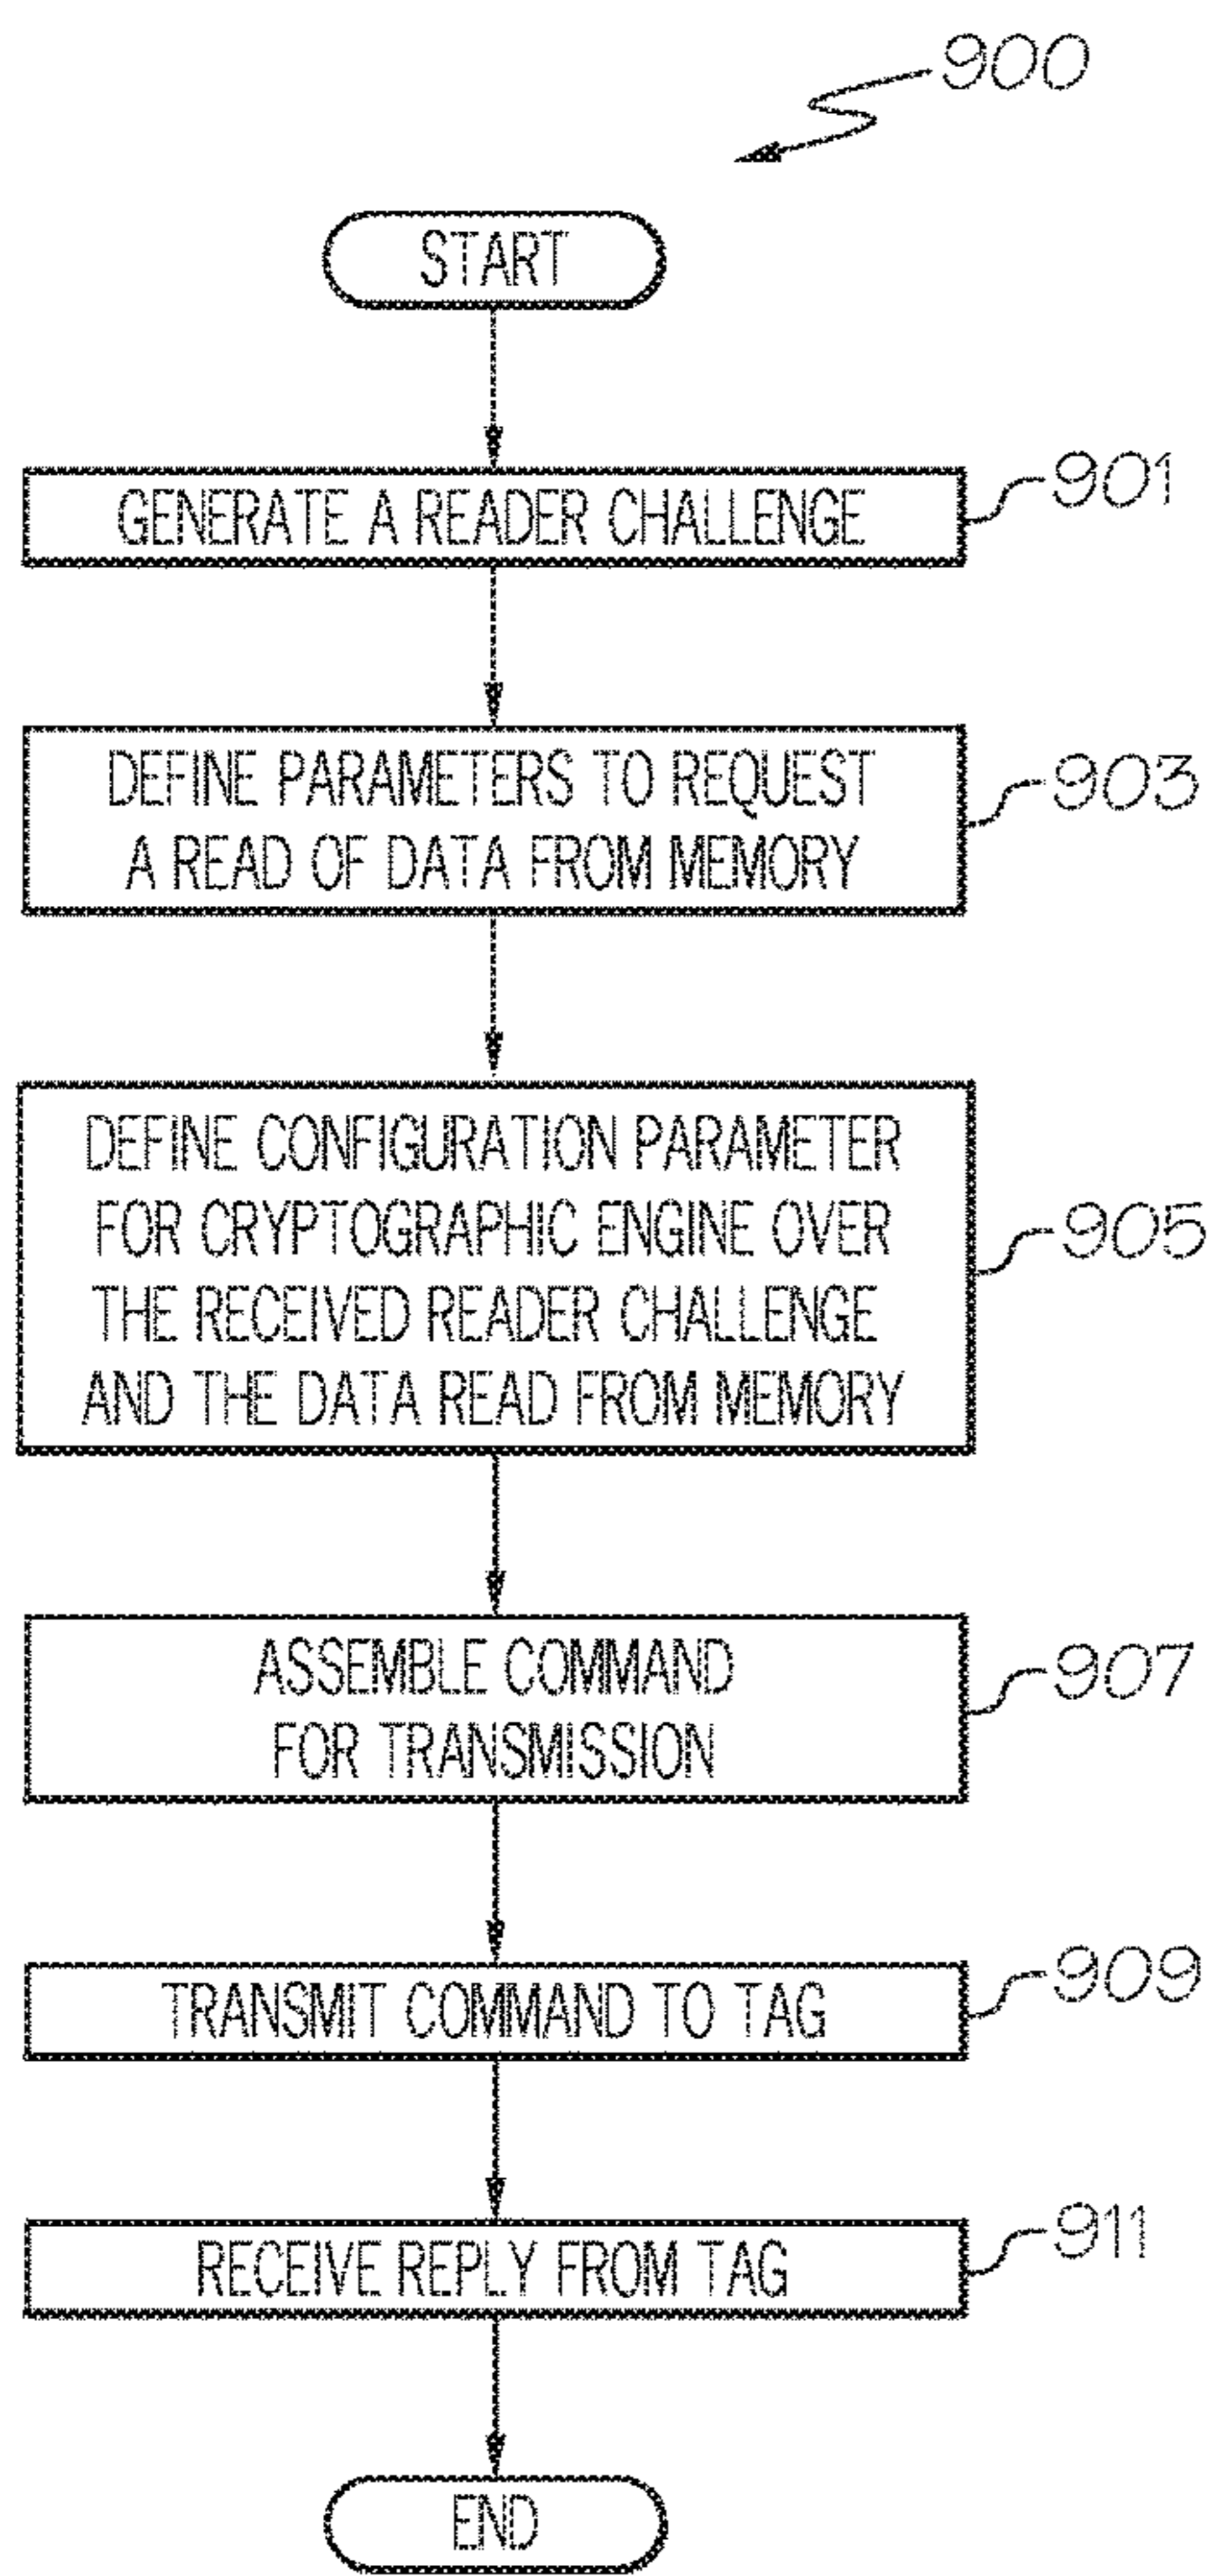 900
START
GENERATE A READER CHALLENGE
901
DEFINE PARAMETERS TO REQUEST
A READ OF DATA FROM MEMORY
903
DEFINE CONFIGURATION PARAMETER
FOR CRYPTOGRAPHIC ENGINE OVER
THE RECEIVED READER CHALLENGE
AND THE DATA READ FROM MEMORY
905
ASSEMBLE COMMAND
FOR TRANSMISSION
907
TRANSMIT COMMAND TO TAG
909
RECEIVE REPLY FROM TAG
911
END